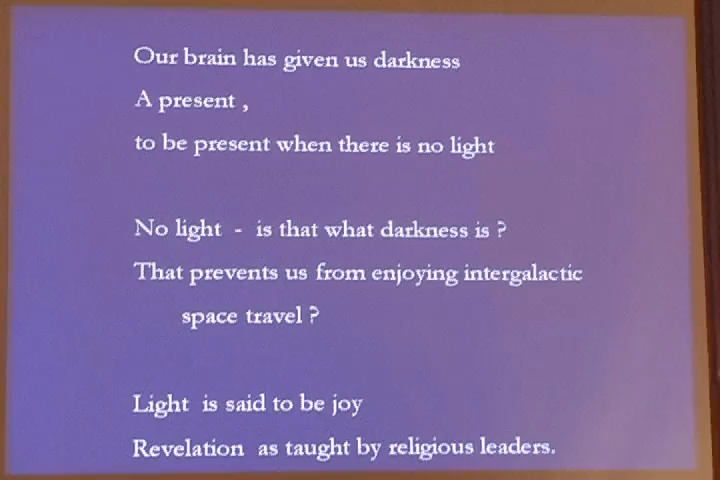 Our brain has given us darkness
A present ,
to be present when there is no light
No light - is that what darkness is ?
That prevents us from enjoying intergalactic
space travel ?
Light is said to be joy
Revelation as taught by religious leaders.